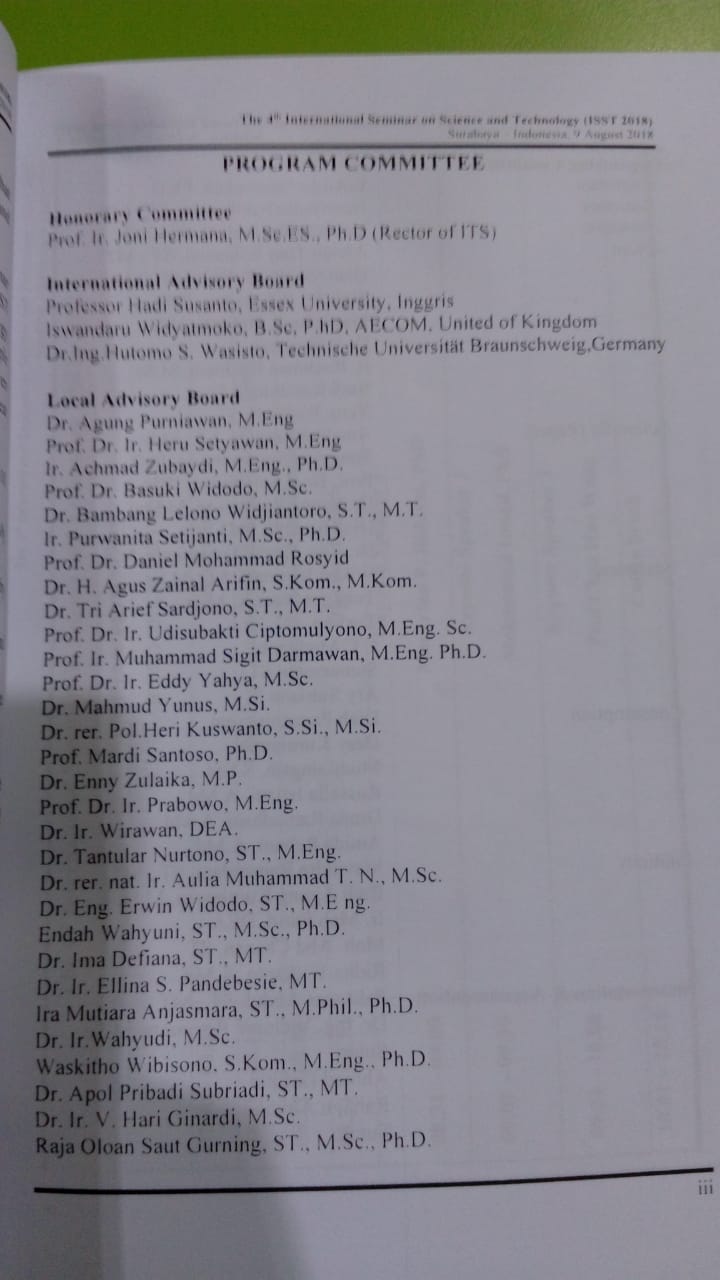 The 4th International Seminar on Science and Technology (ISST 2018)
Surabaya - Indonesia, 9 August 2018
PROGRAM COMMITTEE
Honorary Committee
Prof. Ir. Joni Hermana, M.Sc.ES., Ph.D (Rector of ITS)
International Advisory Board
Professor Hadi Susanto, Essex University, Inggris
Iswandaru Widyatmoko, B.Sc, P.hD, AECOM, United of Kingdom
Dr.Ing.Hutomo S. Wasisto, Technische Universität Braunschweig,Germany
Local Advisory Board
Dr. Agung Purniawan, M.Eng
Prof. Dr. Ir. Heru Setyawan, M.Eng
Ir. Achmad Zubaydi, M.Eng., Ph.D.
Prof. Dr. Basuki Widodo, M.Sc.
Dr. Bambang Lelono Widjiantoro, S.T., M.T.
Ir. Purwanita Setijanti, M.Sc., Ph.D.
Prof. Dr. Daniel Mohammad Rosyid
Dr. H. Agus Zainal Arifin, S.Kom., M.Kom.
Dr. Tri Arief Sardjono, S.T., M.T.
Prof. Dr. Ir. Udisubakti Ciptomulyono, M.Eng. Sc.
Prof. Ir. Muhammad Sigit Darmawan, M.Eng. Ph.D.
Prof. Dr. Ir. Eddy Yahya, M.Sc.
Dr. Mahmud Yunus, M.Si.
Dr. rer. Pol.Heri Kuswanto, S.Si., M.Si.
Prof. Mardi Santoso, Ph.D.
Dr. Enny Zulaika, M.P.
Prof. Dr. Ir. Prabowo, M.Eng.
Dr. Ir. Wirawan, DEA.
Dr. Tantular Nurtono, ST., M.Eng.
Dr. rer. nat. Ir. Aulia Muhammad T. N., M.Sc.
Dr. Eng. Erwin Widodo, ST., M.E ng.
Endah Wahyuni, ST., M.Sc., Ph.D.
Dr. Ima Defiana, ST., MT.
Dr. Ir. Ellina S. Pandebesie, MT.
Ira Mutiara Anjasmara, ST., M.Phil., Ph.D.
Dr. Ir.Wahyudi, M.Sc.
Waskitho Wibisono, S.Kom., M.Eng., Ph.D.
Dr. Apol Pribadi Subriadi, ST., MT.
Dr. Ir. V. Hari Ginardi, M.Sc.
Raja Oloan Saut Gurning, ST., M.Sc., Ph.D.
iii